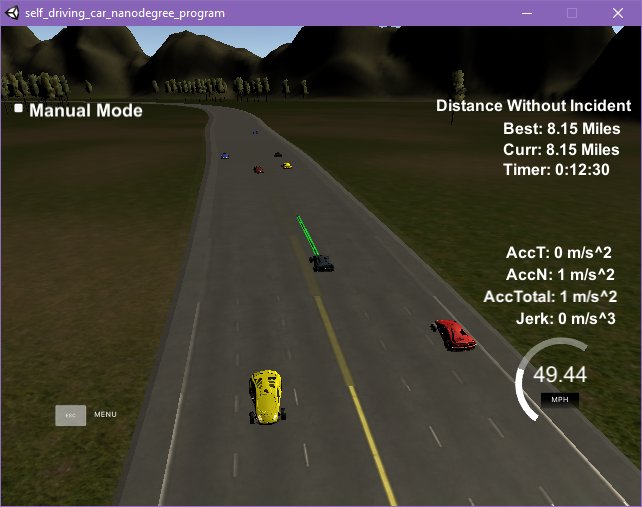 self_driving_car_nanodegree_program
Manual Mode
Distance Without Incident
Best: 8.15 Miles
Curr: 8.15 Miles
Timer: 0:12:30
AccT: 0 m/s^2
AccN: 1 m/s^2
AccTotal: 1 m/s^2
Jerk: 0 m/s^3
49.44
MPH
ESC MENU